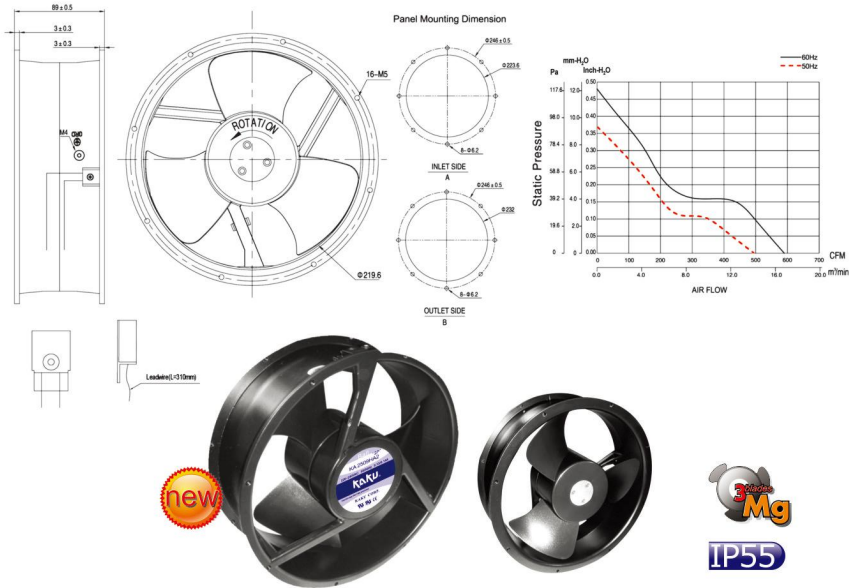 89 ± 0.5
3 ± 0.3
3 ± 0.3
M4
16-M5
ROTATION
Φ219.6
Leadwire(L=310mm)
Panel Mounting Dimension
Φ246 ± 0.5
Φ223.6
8-Φ6.2
INLET SIDE
A
Φ246 ± 0.5
Φ232
8-Φ6.2
OUTLET SIDE
B
60Hz
50Hz
Pa mm-H₂O Inch-H₂O
Static Pressure
117.6 12.0 0.50
0.45
98.0 10.0 0.40
0.35
78.4 8.0 0.30
0.25
58.8 6.0 0.20
39.2 4.0 0.15
0.10
19.6 2.0 0.05
0 0 0.00
0.0 100 200 300 400 500 600 700 CFM
0.0 4.0 8.0 12.0 16.0 20.0 m³/min
AIR FLOW
new
KA2509HA2
KAKU
3blades
Mg
IP55